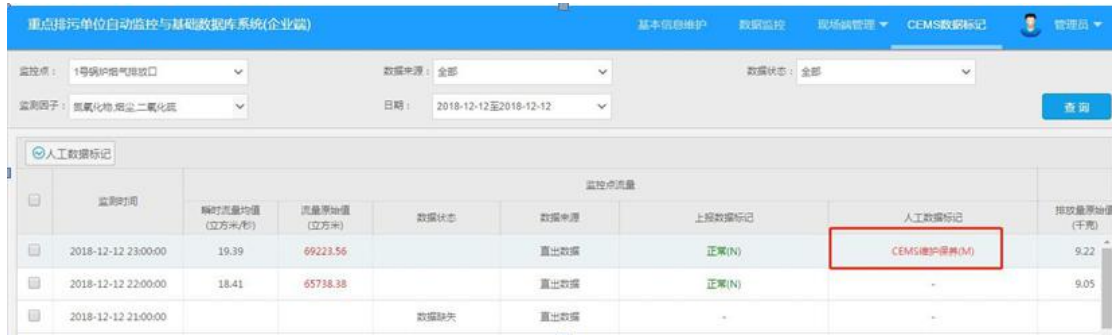 重点排污单位自动监控与基础数据库系统(企业端) 基本信息维护 数据监控 现场端管理 CEMS数据标记 管理员
监控点： 1号锅炉烟气排放口 数据来源： 全部 数据状态： 全部
监测因子： 氮氧化物,烟尘,二氧化硫 日期： 2018-12-12至2018-12-12 查询
人工数据标记
监控点流量
监测时间 瞬时流量均值(立方米/秒) 流量原始值(立方米) 数据状态 数据来源 上报数据标记 人工数据标记 排放量原始值(千克)
2018-12-12 23:00:00 19.39 69223.56 直出数据 正常(N) CEMS维护保养(M) 9.22
2018-12-12 22:00:00 18.41 65738.38 直出数据 正常(N) - 9.05
2018-12-12 21:00:00 数据缺失 直出数据 - -